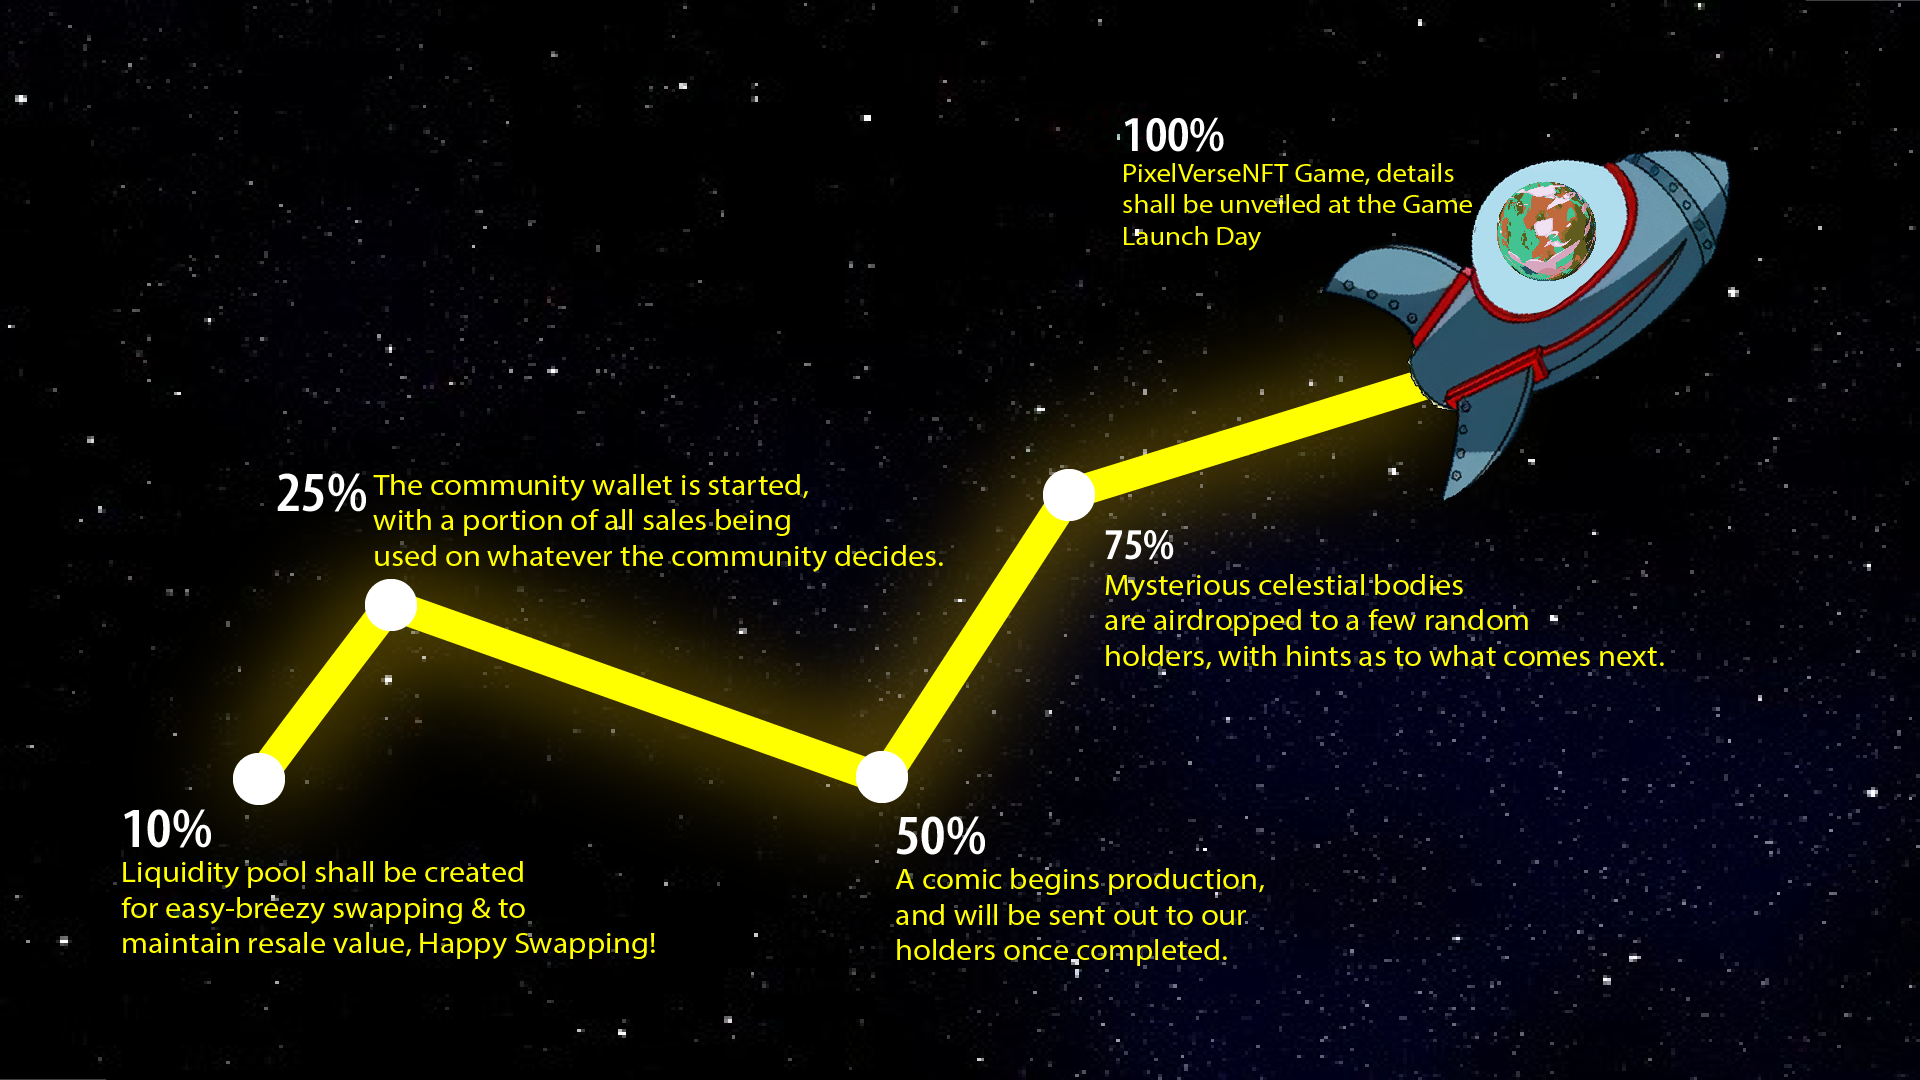 100%
PixelVerseNFT Game, details
shall be unveiled at the Game
Launch Day
25%
The community wallet is started,
with a portion of all sales being
used on whatever the community decides.
75%
Mysterious celestial bodies
are airdropped to a few random
holders, with hints as to what comes next.
10%
Liquidity pool shall be created
for easy-breezy swapping & to
maintain resale value, Happy Swapping!
50%
A comic begins production,
and will be sent out to our
holders once completed.